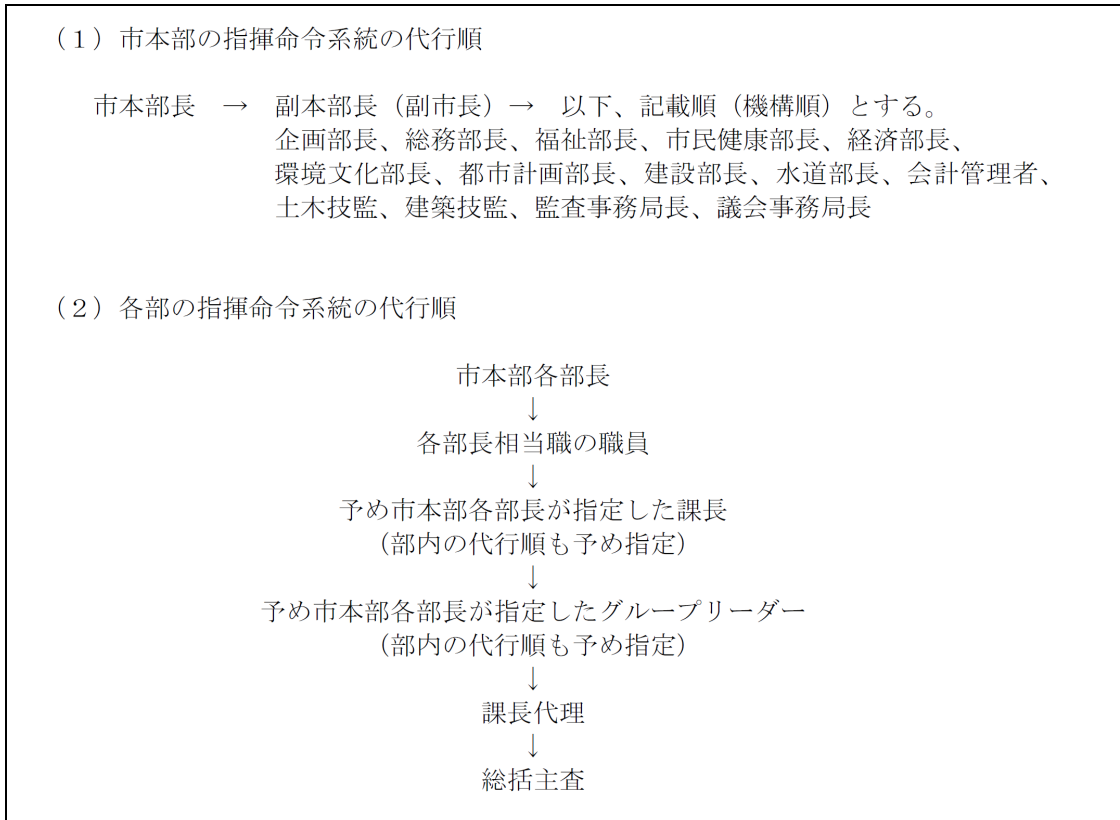 （１）市本部の指揮命令系統の代行順
市本部長　→　副本部長（副市長）→　以下、記載順（機構順）とする。
企画部長、総務部長、福祉部長、市民健康部長、経済部長、
環境文化部長、都市計画部長、建設部長、水道部長、会計管理者、
土木技監、建築技監、監査事務局長、議会事務局長
（２）各部の指揮命令系統の代行順
市本部各部長
↓
各部長相当職の職員
↓
予め市本部各部長が指定した課長
（部内の代行順も予め指定）
↓
予め市本部各部長が指定したグループリーダー
（部内の代行順も予め指定）
↓
課長代理
↓
総括主査